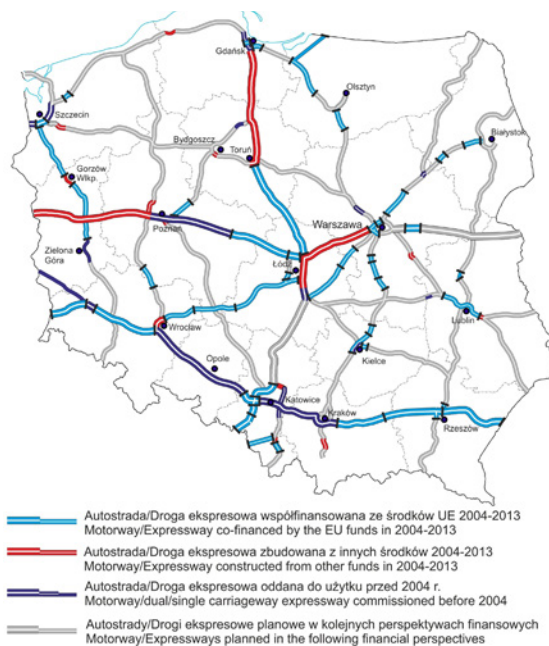 Gdańsk
Olsztyn
Szczecin
Białystok
Bydgoszcz
Toruń
Gorzów
Wlkp.
Warszawa
Poznań
Zielona
Góra
Łódź
Wrocław
Lublin
Opole
Kielce
Katowice
Kraków
Rzeszów
Autostrada/Droga ekspresowa współfinansowana ze środków UE 2004-2013
Motorway/Expressway co-financed by the EU funds in 2004-2013
Autostrada/Droga ekspresowa zbudowana z innych środków 2004-2013
Motorway/Expressway constructed from other funds in 2004-2013
Autostrada/Droga ekspresowa oddana do użytku przed 2004 r.
Motorway/dual/single carriageway expressway commissioned before 2004
Autostrady/Drogi ekspresowe planowe w kolejnych perspektywach finansowych
Motorway/Expressways planned in the following financial perspectives